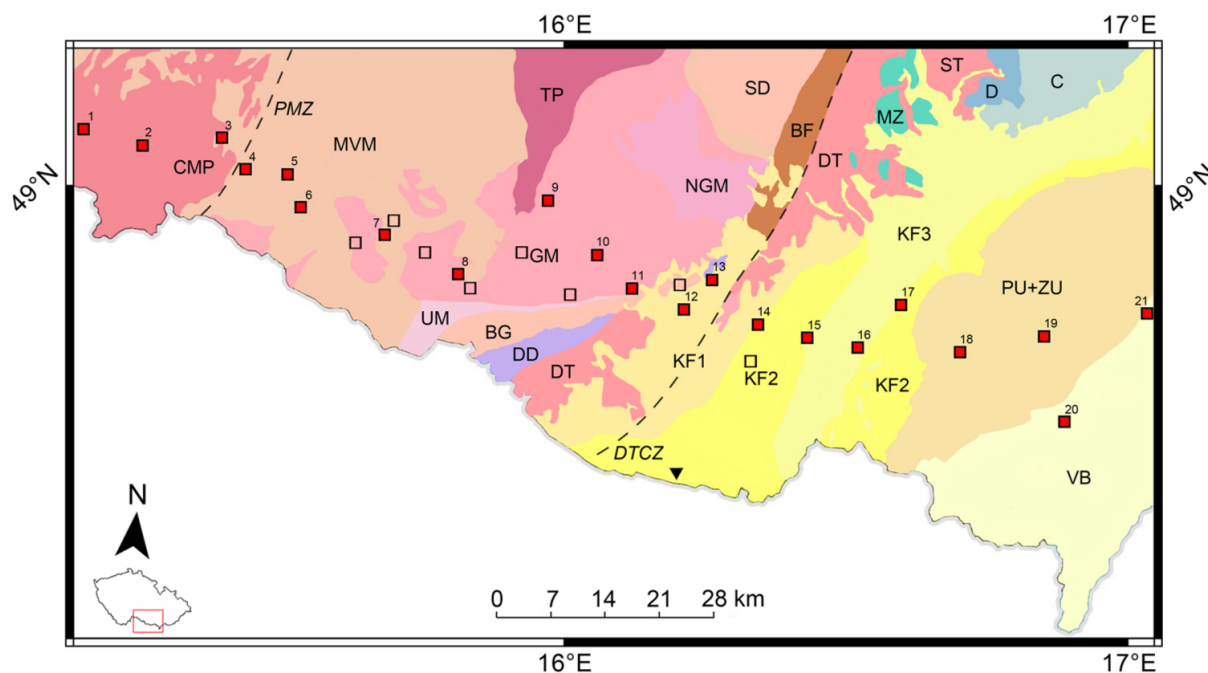 16°E 17°E
ST
D
C
TP
SD
PMZ
BF
MZ
1
2
3
MVM
DT
CMP
4
5
49°N
49°N
NGM
6
9
7
KF3
GM
10
8
13
11
PU+ZU
12
17
21
UM
14
BG
15
19
16
18
DD
KF1
DT
KF2
KF2
20
DTCZ
VB
N
0 7 14 21 28 km
16°E 17°E